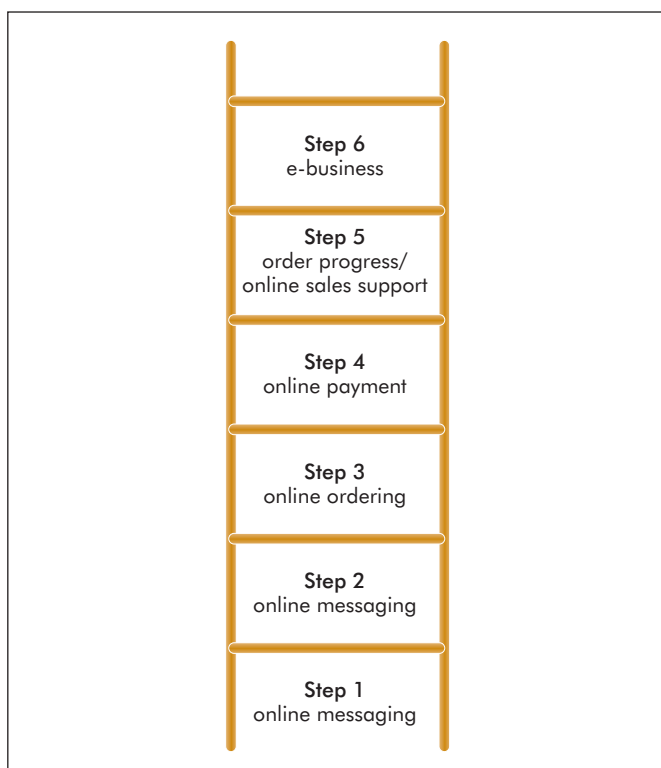 Step 6
e-business
Step 5
order progress/
online sales support
Step 4
online payment
Step 3
online ordering
Step 2
online messaging
Step 1
online messaging